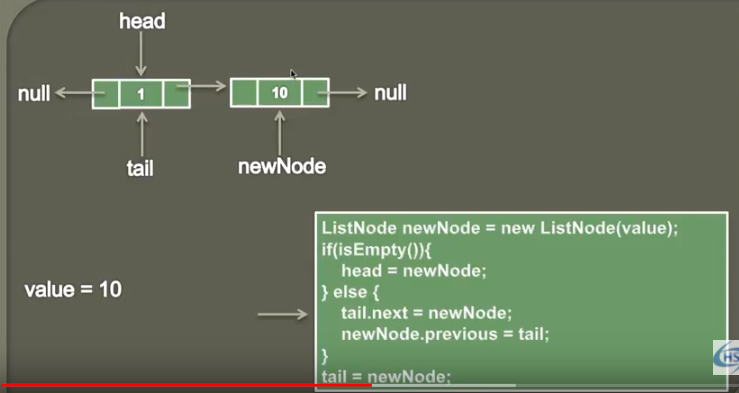 head
null 1 10 null
tail newNode
ListNode newNode = new ListNode(value);
if(isEmpty()){
head = newNode;
value = 10
} else {
tail.next = newNode;
newNode.previous = tail;
}
tail = newNode;
HS